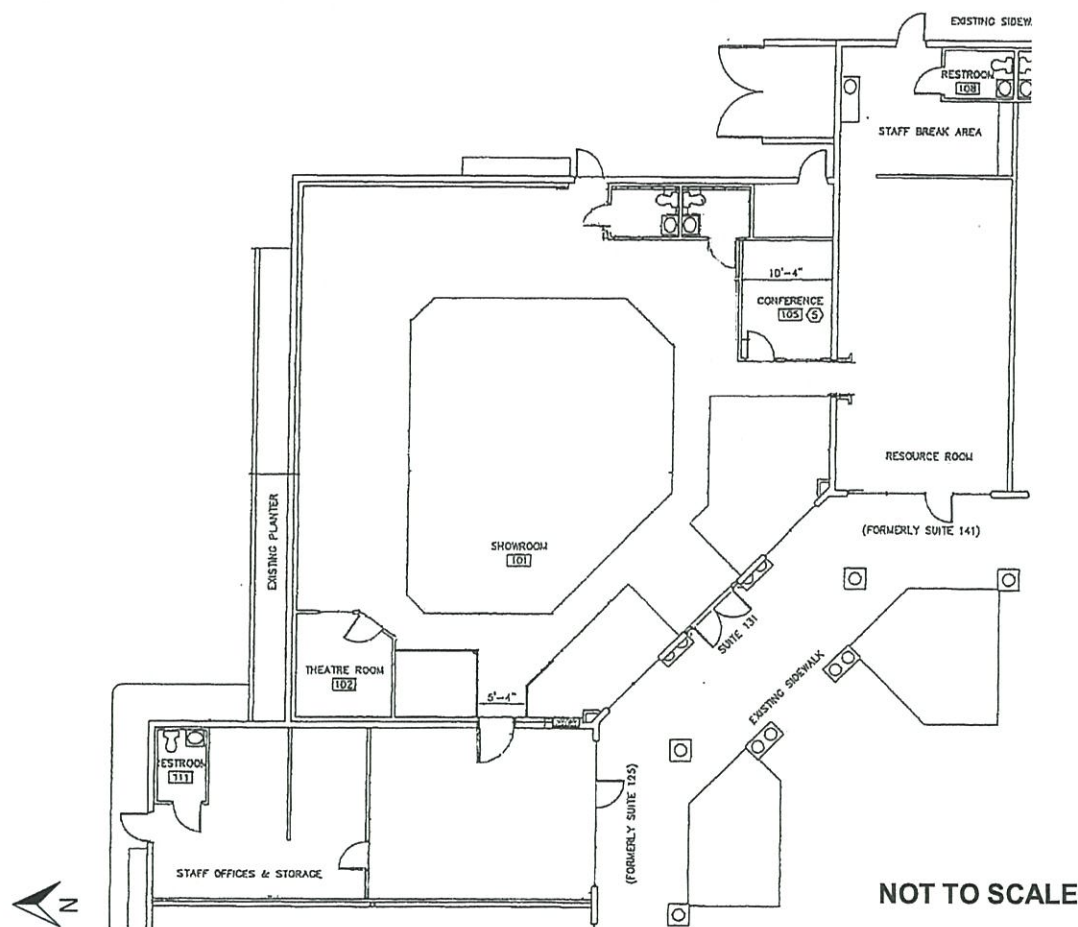 EXISTING SIDEW
RESTROOM
108
STAFF BREAK AREA
10'-4"
CONFERENCE
105 5
RESOURCE ROOM
(FORMERLY SUITE 141)
SHOWROOM
101
EXISTING PLANTER
SUITE 131
THEATRE ROOM
102
5'-4"
EXISTING SIDEWALK
ESTROOM
111
(FORMERLY SUITE 125)
STAFF OFFICES & STORAGE
N
NOT TO SCALE